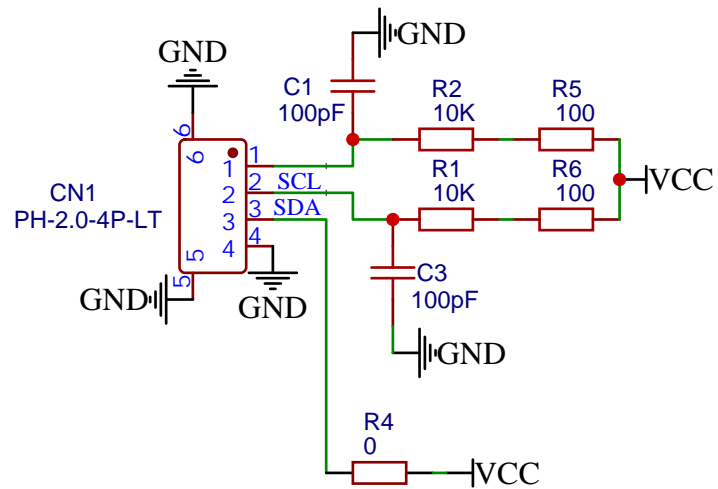 GND
GND
C1
100pF
R2
10K
R5
100
6
6
1
1
CN1
PH-2.0-4P-LT
2
2
SCL
R1
10K
R6
100
VCC
3
3
SDA
4
4
5
5
GND
GND
C3
100pF
GND
R4
0
VCC